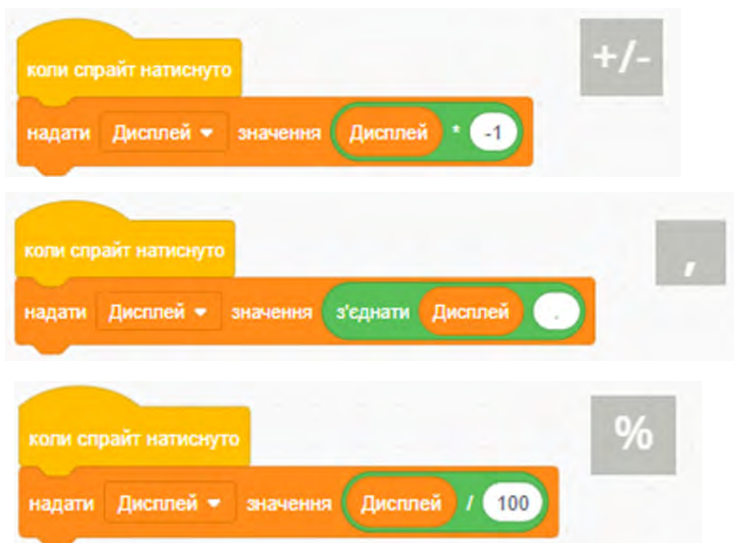 коли спрайт натиснуто
+/-
надати Дисплей значення Дисплей * -1
коли спрайт натиснуто
,
надати Дисплей значення з'єднати Дисплей .
коли спрайт натиснуто
%
надати Дисплей значення Дисплей / 100